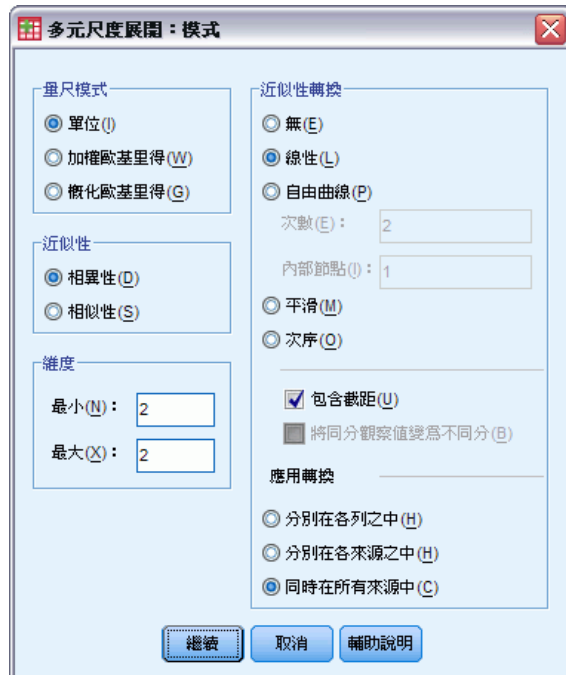 多元尺度展開：模式
量尺模式
單位(I)
加權歐基里得(W)
概化歐基里得(G)
近似性
相異性(D)
相似性(S)
維度
最小(N)： 2
最大(X)： 2
近似性轉換
無(E)
線性(L)
自由曲線(P)
次數(E)： 2
內部節點(I)： 1
平滑(M)
次序(O)
包含截距(U)
將同分觀察值變為不同分(B)
應用轉換
分別在各列之中(H)
分別在各來源之中(H)
同時在所有來源中(C)
繼續 取消 輔助說明